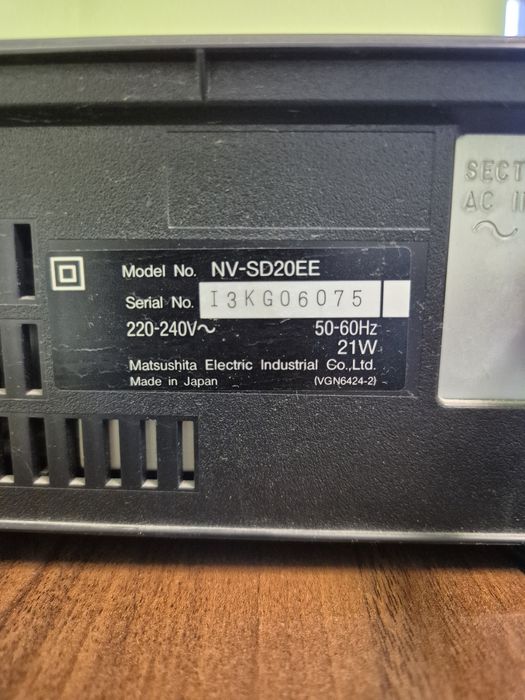 SECT
AC I
Model No. NV-SD20EE
Serial No. I3KG06075
220-240V~ 50-60Hz
21W
Matsushita Electric Industrial Co.,Ltd.
Made in Japan (VGN6424-2)